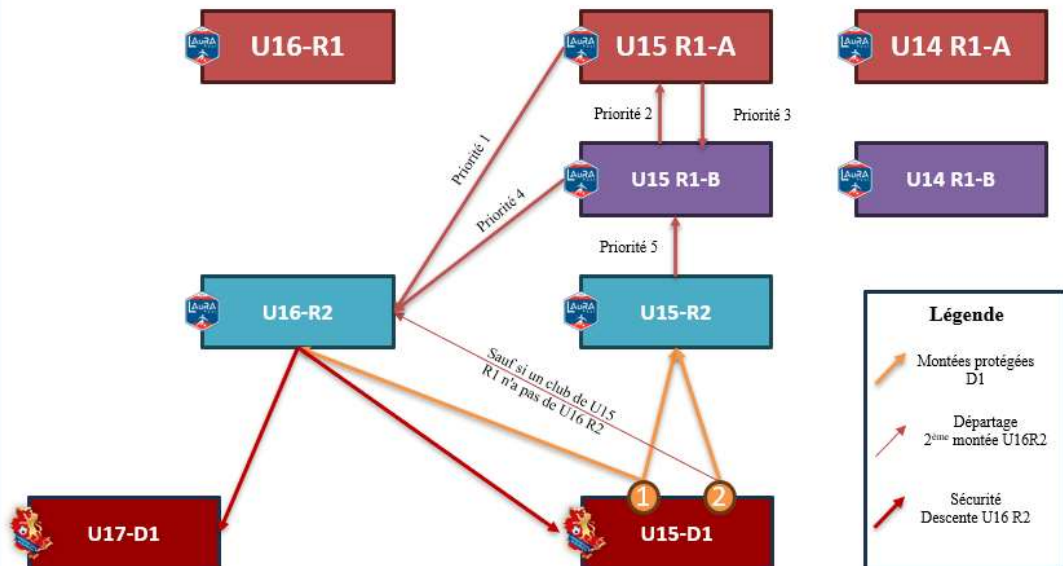 U16-R1
U15 R1-A
U14 R1-A
Priorité 1
Priorité 2
Priorité 3
U15 R1-B
U14 R1-B
Priorité 4
Priorité 5
U16-R2
U15-R2
Sauf si un club de U15
R1 n'a pas de U16 R2
1
2
U17-D1
U15-D1
Légende
Montées protégées
D1
Départage
2ème montée U16R2
Sécurité
Descente U16 R2